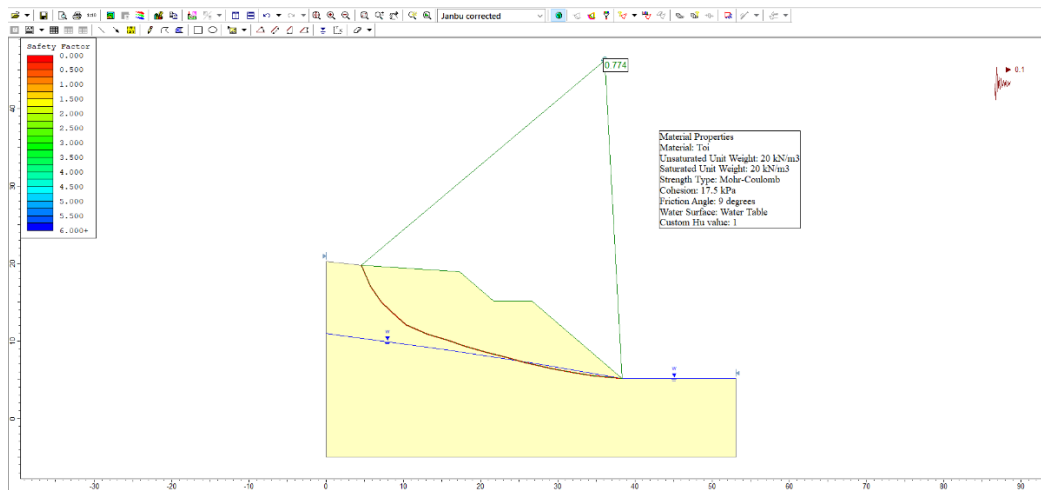 Janbu corrected
Safety Factor
0.000
0.500
1.000
1.500
2.000
2.500
3.000
3.500
4.000
4.500
5.000
5.500
6.000+
0.774
0.1
Material Properties
Material: Toi
Unsaturated Unit Weight: 20 kN/m3
Saturated Unit Weight: 20 kN/m3
Strength Type: Mohr-Coulomb
Cohesion: 17.5 kPa
Friction Angle: 9 degrees
Water Surface: Water Table
Custom Hu value: 1
40
30
20
10
0
-30 -20 -10 0 10 20 30 40 50 60 70 80 90